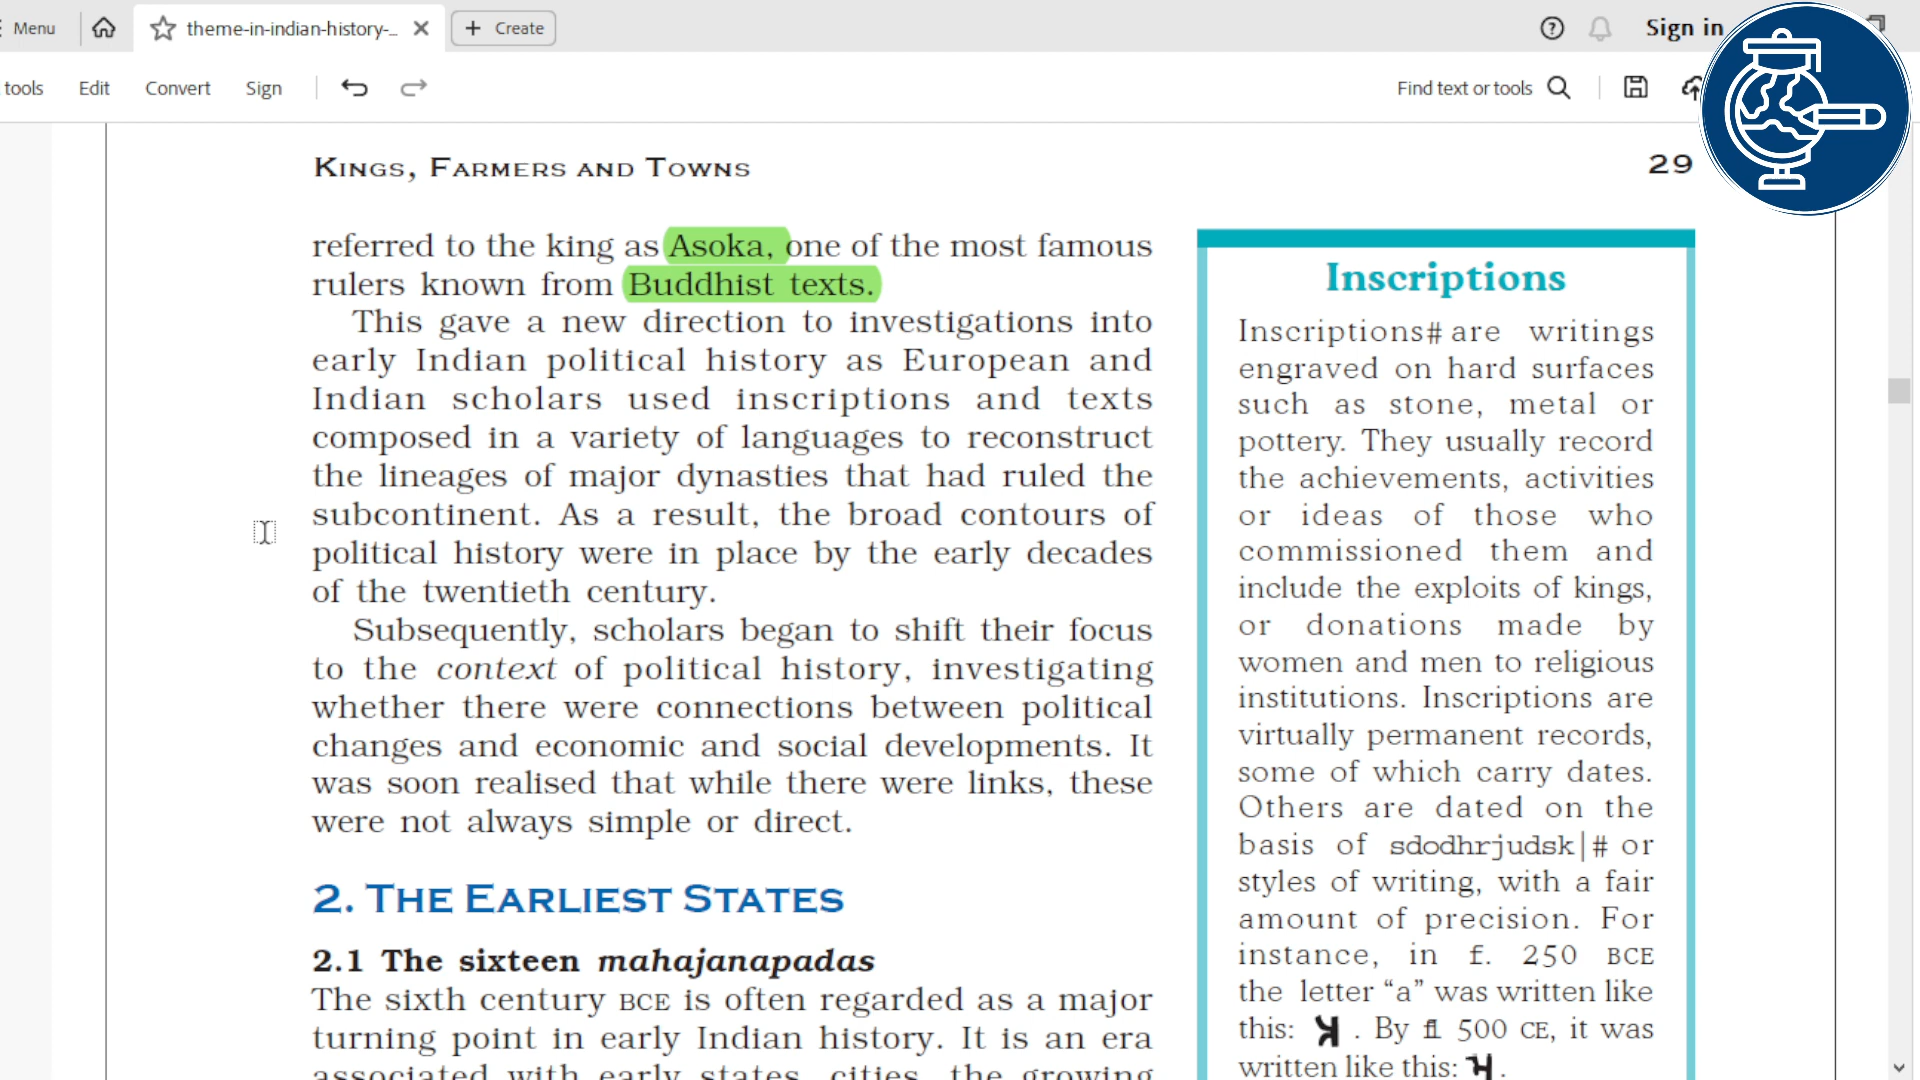 Menu
theme-in-indian-history-_
Create
Sign in
tools
Edit
Convert
Sign
Find text or tools
KINGS, FARMERS AND TOWNS
29
referred to the king as Asoka, one of the most famous
rulers known from Buddhist texts.
This gave a new direction to investigations into
early Indian political history as European and
Indian scholars used inscriptions and texts
composed in a variety of languages to reconstruct
the lineages of major dynasties that had ruled the
subcontinent. As a result, the broad contours of
political history were in place by the early decades
of the twentieth century.
Subsequently, scholars began to shift their focus
to the context of political history, investigating
whether there were connections between political
changes and economic and social developments. It
was soon realised that while there were links, these
were not always simple or direct.
2. THE EARLIEST STATES
2.1 The sixteen mahajanapadas
The sixth century BCE is often regarded as a major
turning point in early Indian history. It is an era
associated with early states, cities, the growing
Inscriptions
Inscriptions# are writings
engraved on hard surfaces
such as stone, metal or
pottery. They usually record
the achievements, activities
or ideas of those who
commissioned them and
include the exploits of kings,
or donations made by
women and men to religious
institutions. Inscriptions are
virtually permanent records,
some of which carry dates.
Others are dated on the
basis of sdodhrjudsk|# or
styles of writing, with a fair
amount of precision. For
instance, in f. 250 BCE
the letter “a” was written like
this: 𑀅 . By fl 500 CE, it was
written like this: .